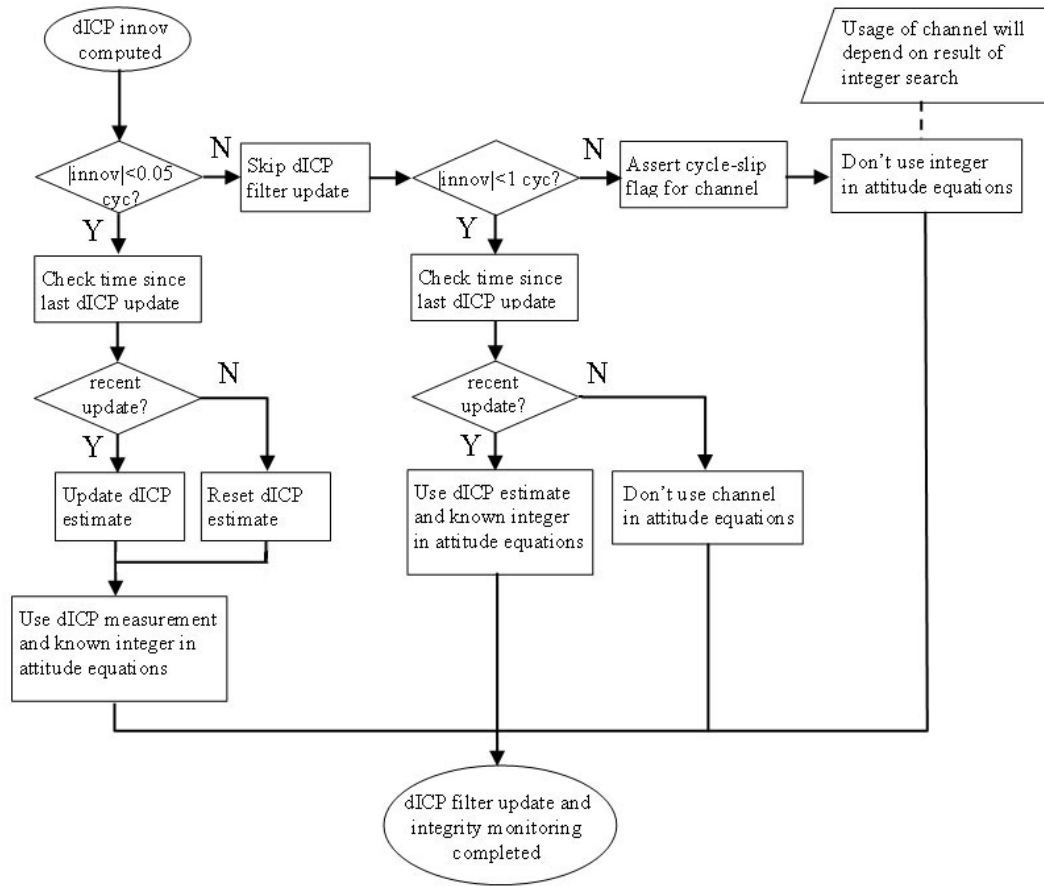 dICP innov
computed
Usage of channel will
depend on result of
integer search
|innov|<0.05
cyc?
N
Skip dICP
filter update
|innov|<1 cyc?
N
Assert cycle-slip
flag for channel
Don't use integer
in attitude equations
Y
Y
Check time since
last dICP update
Check time since
last dICP update
recent
update?
N
recent
update?
N
Y
Y
Update dICP
estimate
Reset dICP
estimate
Use dICP estimate
and known integer
in attitude equations
Don't use channel
in attitude equations
Use dICP measurement
and known integer in
attitude equations
dICP filter update and
integrity monitoring
completed